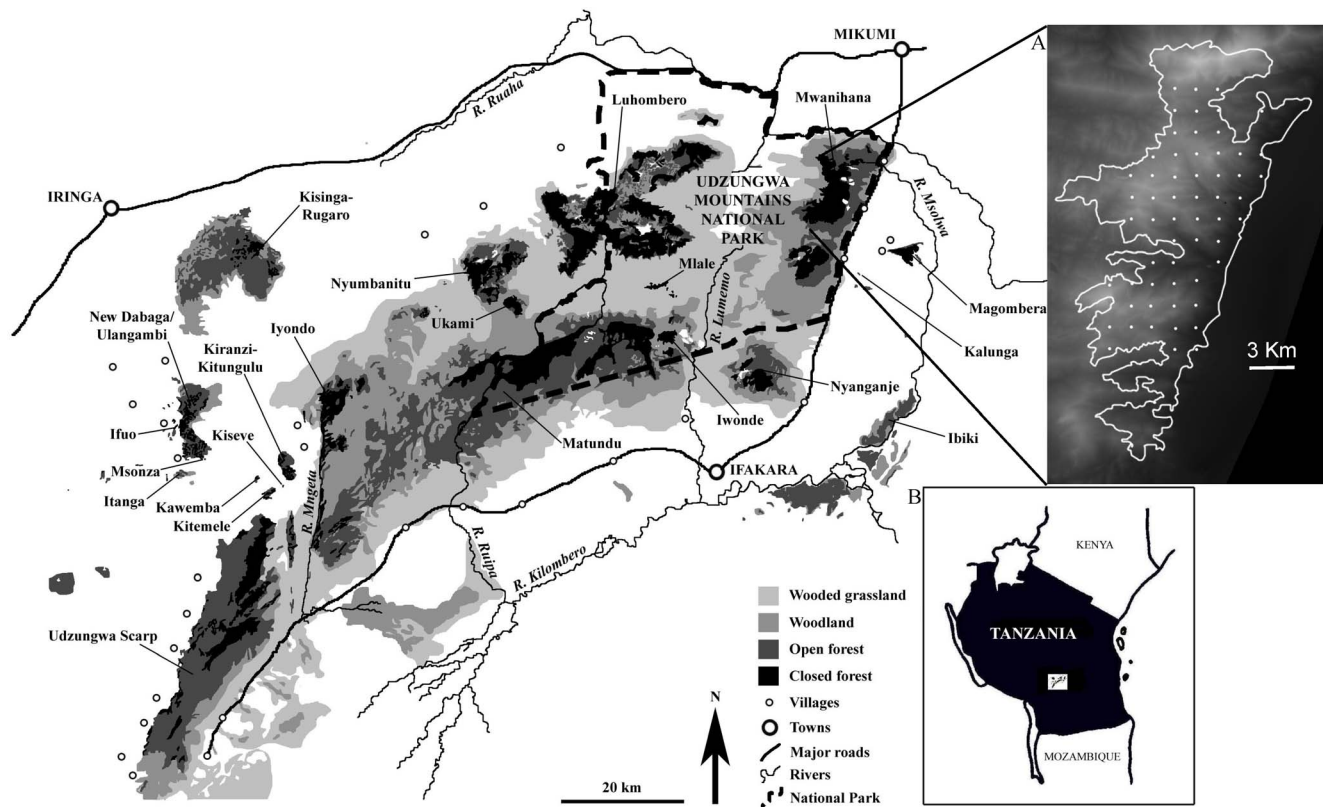 MIKUMI
A
R. Ruaha
Luhombero
Mwanihana
IRINGA
Kisinga-
Rugaro
UDZUNGWA
MOUNTAINS
NATIONAL
PARK
R. Msolwa
Nyumbanitu
Mlale
Magombera
New Dabaga/
Ulangambi
Ukami
R. Lumemo
Iyondo
Kiranzi-
Kitungulu
Kalunga
3 Km
Nyanganje
Ifuo
Kiseve
Iwonde
Matundu
Ibiki
Msoñza
IFAKARA
Itanga
Kawemba
Kitemele
R. Mngeta
B
R. Ruipa
R. Kilombero
KENYA
Wooded grassland
Woodland
TANZANIA
Udzungwa Scarp
Open forest
Closed forest
Villages
N
Towns
Major roads
MOZAMBIQUE
Rivers
20 km
National Park